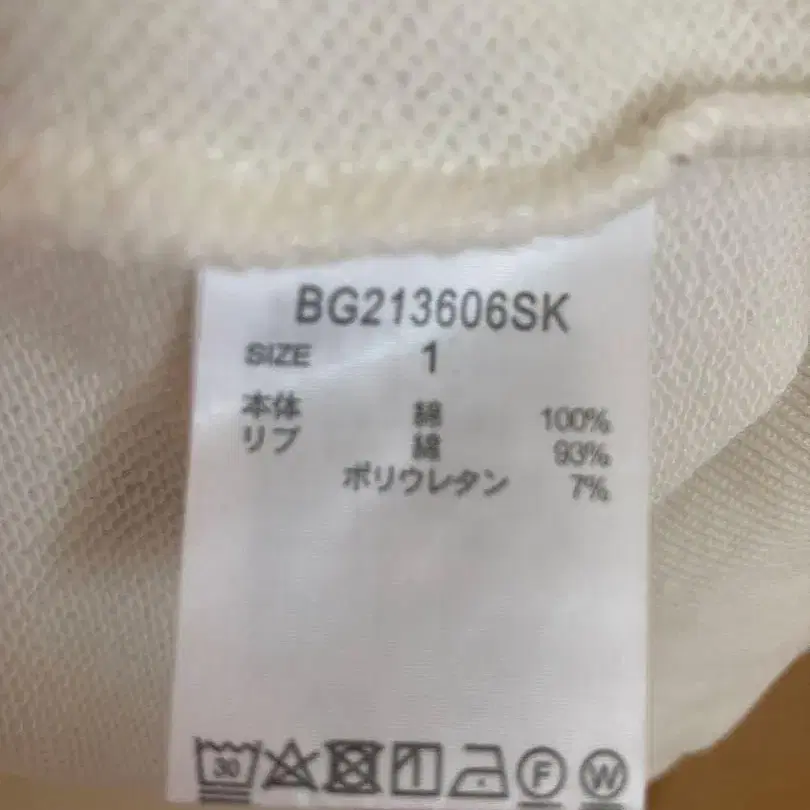 BG213606SK
SIZE 1
本体 綿 100%
リブ 綿 93%
ポリウレタン 7%
30 F W